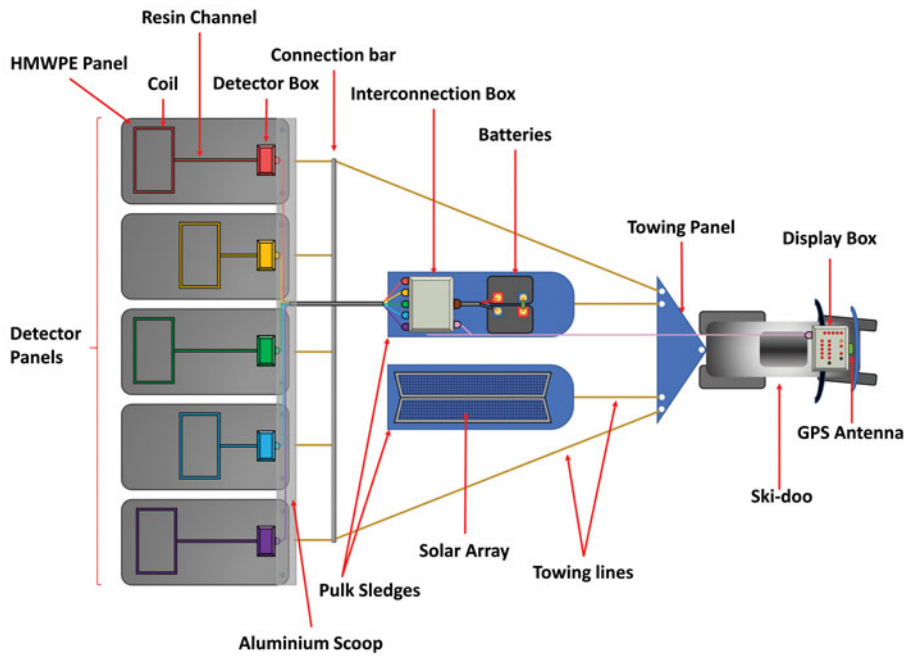 Resin Channel
Connection bar
HMWPE Panel
Coil
Detector Box
Interconnection Box
Batteries
Towing Panel
Display Box
Detector
Panels
GPS Antenna
Ski-doo
Solar Array
Towing lines
Pulk Sledges
Aluminium Scoop